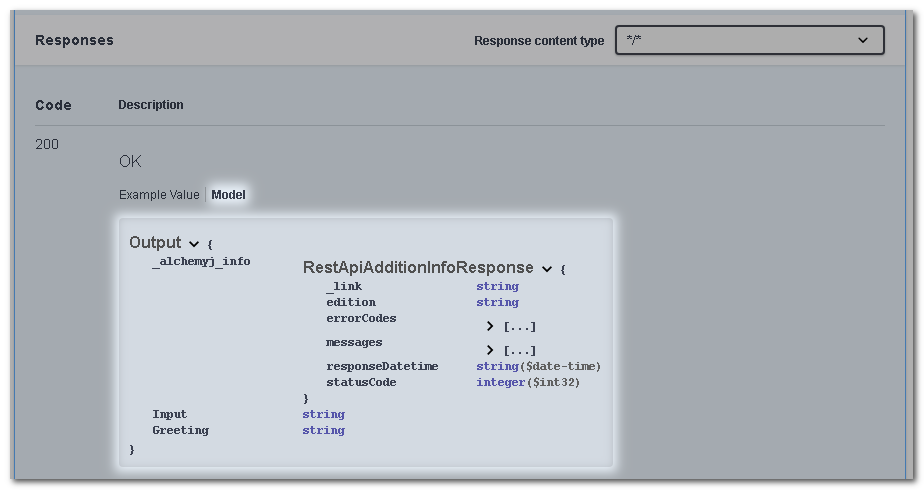 Responses
Response content type */*
Code Description
200
OK
Example Value Model
Output {
_alchemyj_info
RestApiAdditionInfoResponse {
_link string
edition string
errorCodes
[...]
messages
[...]
responseDatetime string($date-time)
statusCode integer($int32)
}
Input string
Greeting string
}